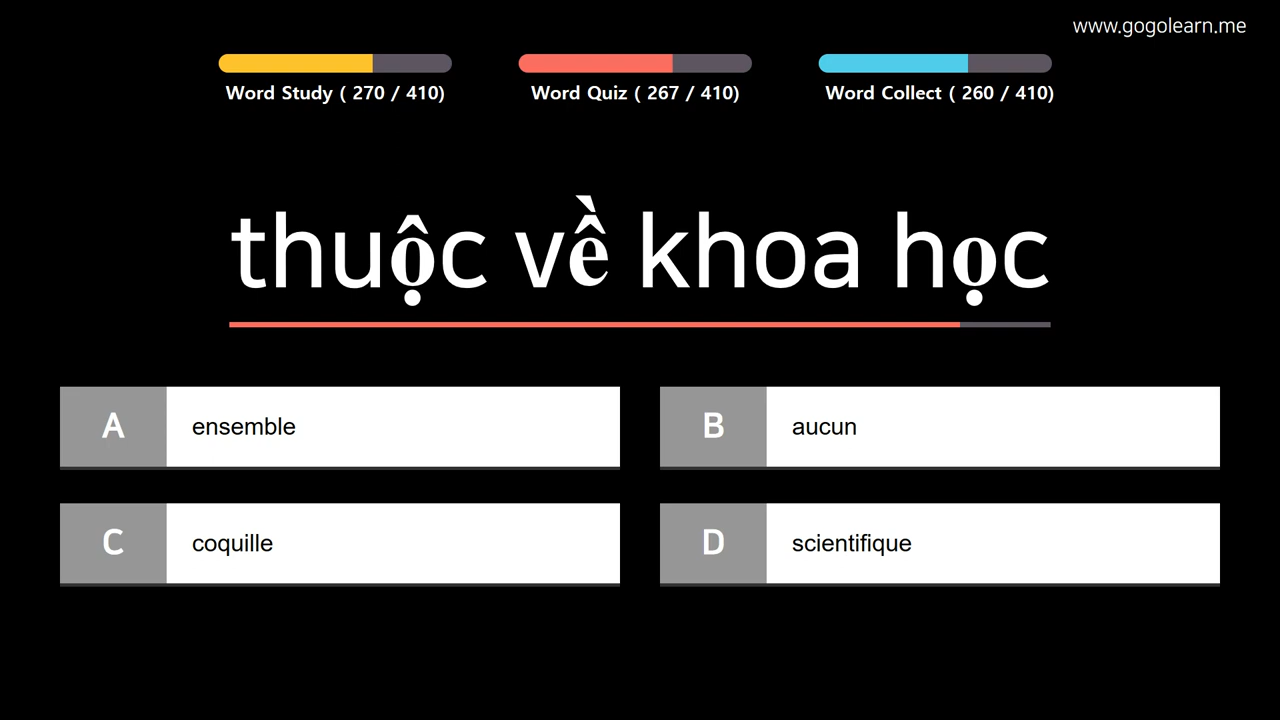 www.gogolearn.me
Word Study ( 270 / 410)
Word Quiz ( 267 / 410)
Word Collect ( 260 / 410)
thuộc về khoa học
A ensemble
B aucun
C coquille
D scientifique